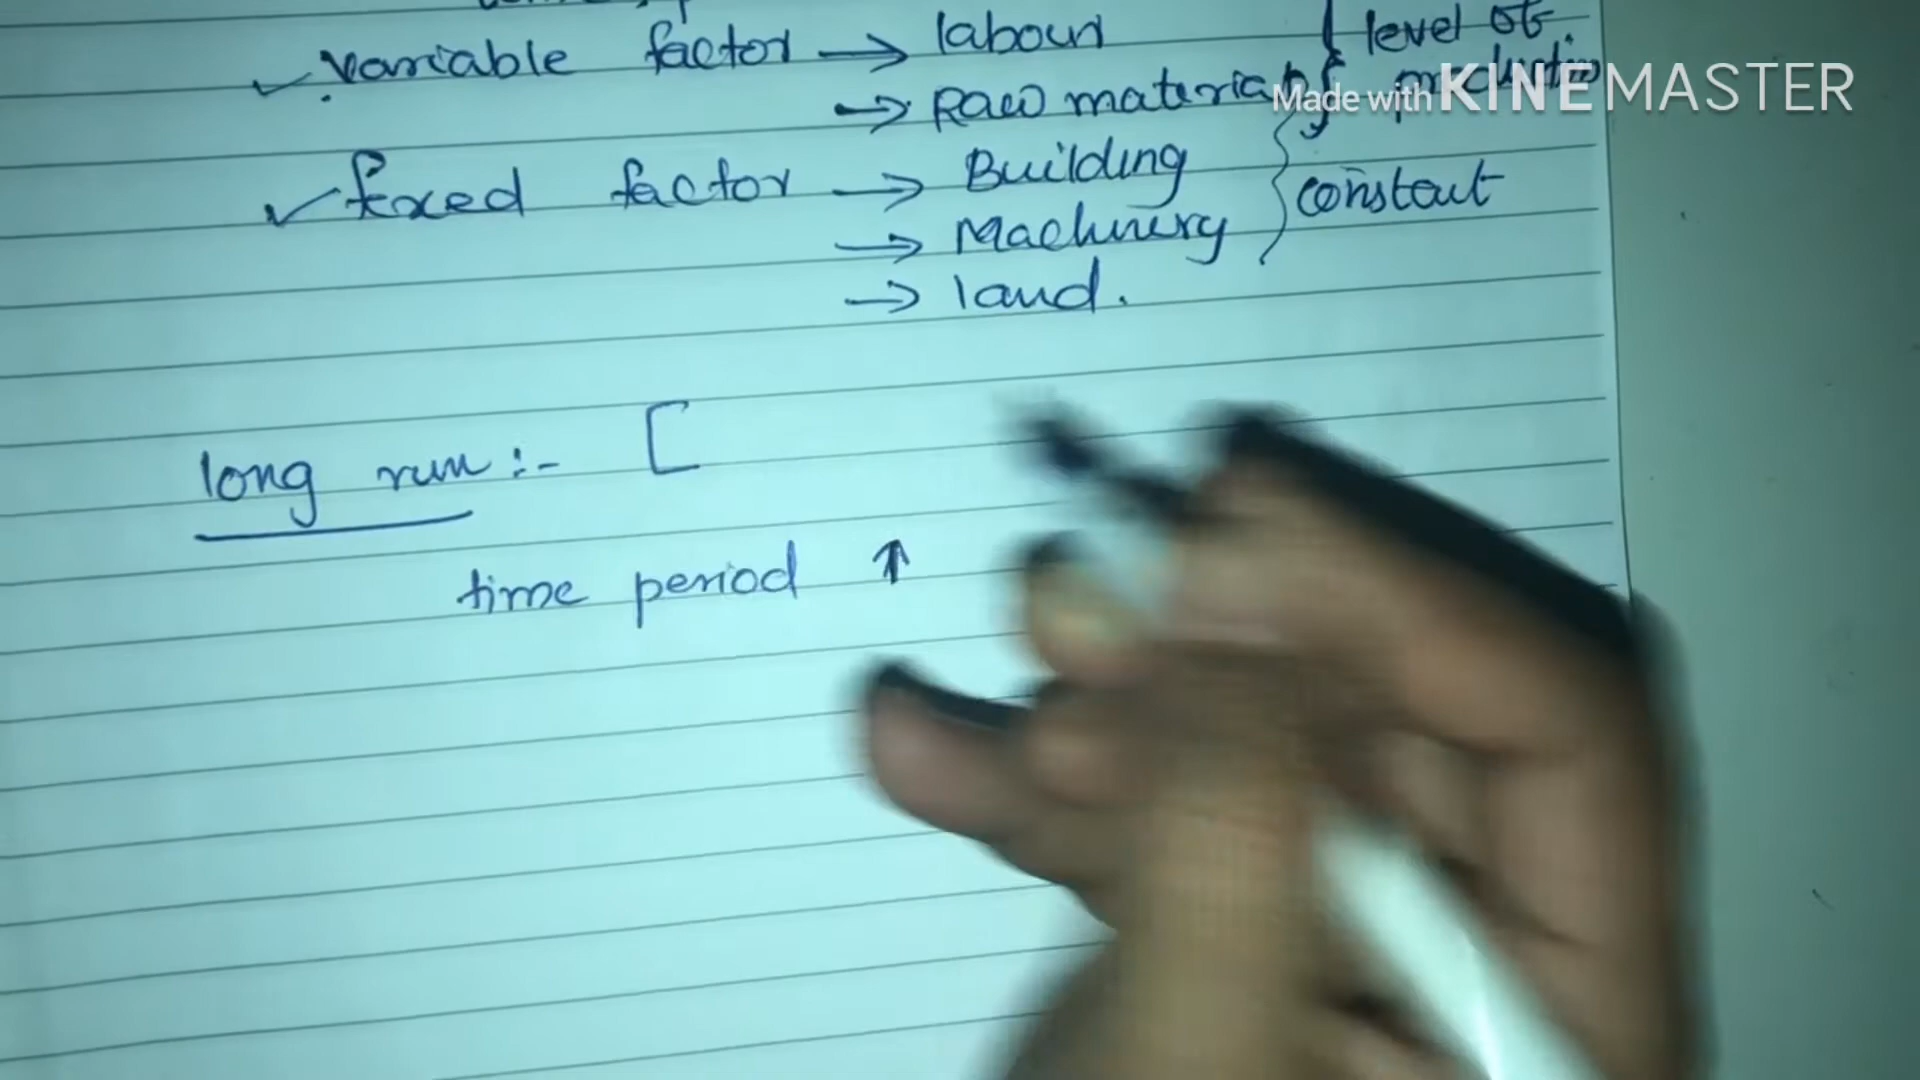 variable factor → labour } level of
→ Raw material production
Made with KINEMASTER
✓ fixed factor → Building
→ Machinery } constant
→ land.
long run :- [
time period ↑